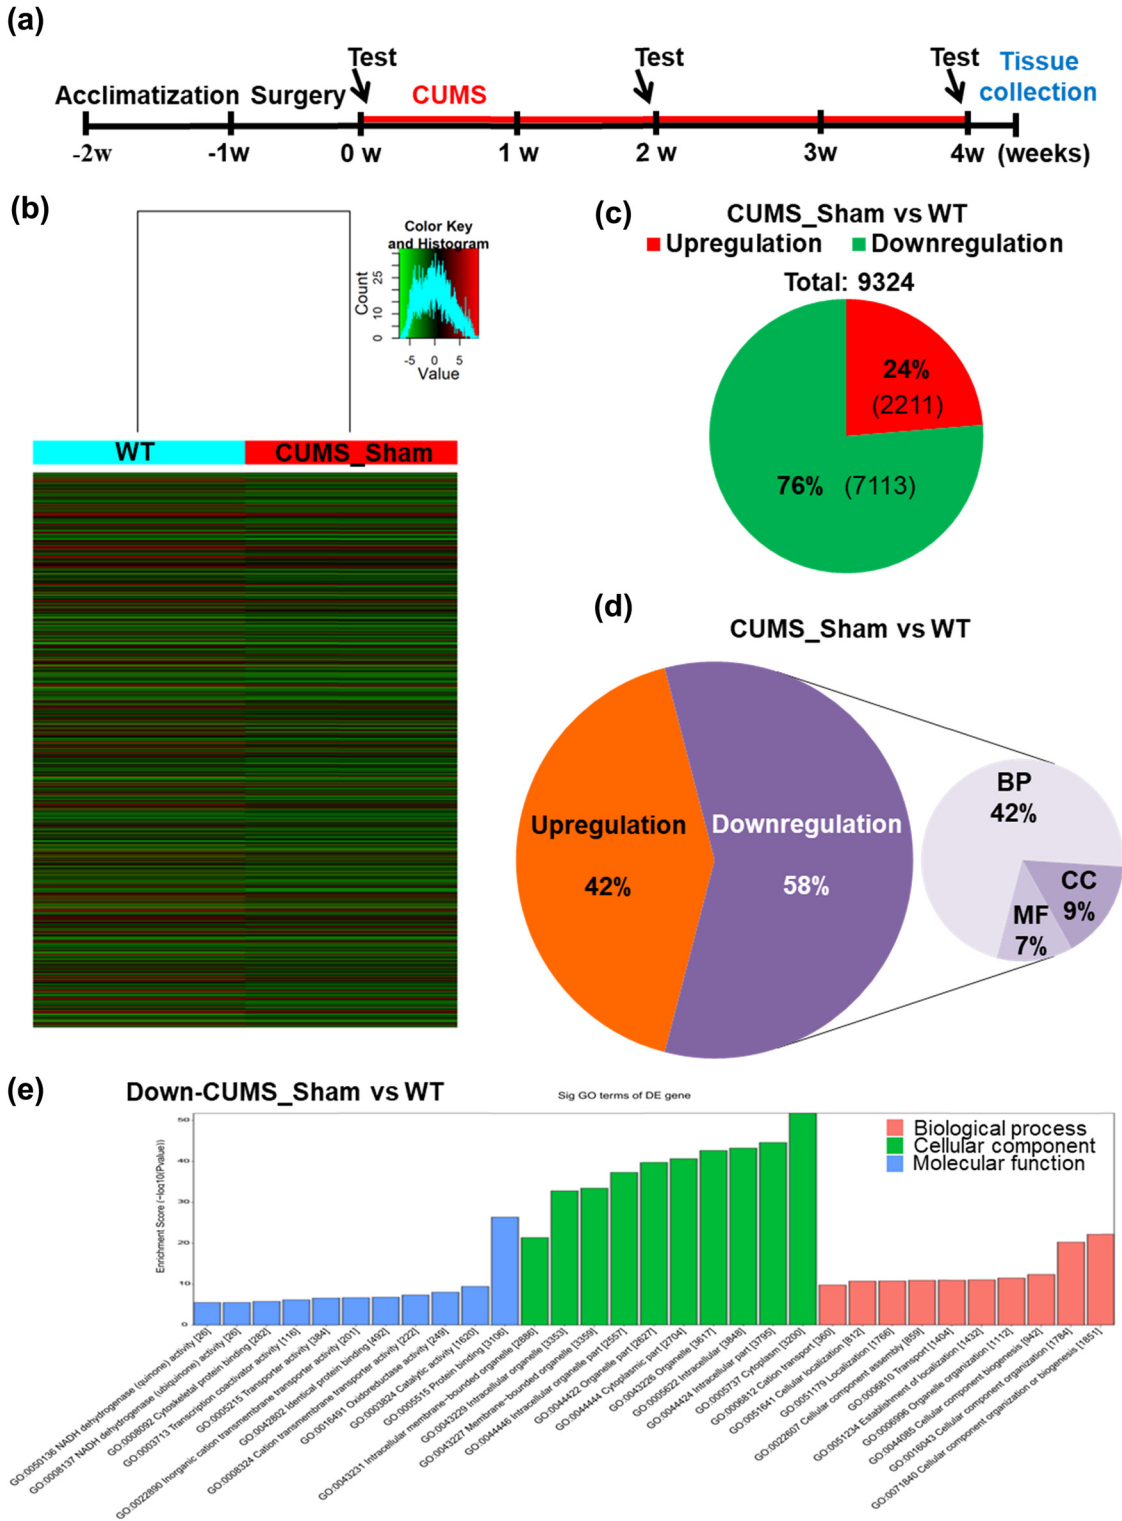 (a)
Test Test Test Tissue
Acclimatization Surgery CUMS collection
-2w -1w 0 w 1 w 2 w 3w 4w (weeks)
(b)
Color Key
and Histogram
Count
0 10 25
-5 0 5
Value
WT CUMS_Sham
(c)
CUMS_Sham vs WT
Upregulation Downregulation
Total: 9324
24%
(2211)
76% (7113)
(d)
CUMS_Sham vs WT
Upregulation
42%
Downregulation
58%
BP
42%
CC
9%
MF
7%
(e)
Down-CUMS_Sham vs WT
Sig GO terms of DE gene
Enrichment Score (-log10(Pvalue))
50
40
30
20
10
0
Biological process
Cellular component
Molecular function
GO:0050136 NADH dehydrogenase (quinone) activity [26]
GO:0008137 NADH dehydrogenase (ubiquinone) activity [26]
GO:0008092 Cytoskeletal protein binding [282]
GO:0003713 Transcription coactivator activity [116]
GO:0005215 Transporter activity [384]
GO:0022890 Inorganic cation transmembrane transporter activity [201]
GO:0042802 Identical protein binding [492]
GO:0008324 Cation transmembrane transporter activity [222]
GO:0016491 Oxidoreductase activity [249]
GO:0003824 Catalytic activity [1620]
GO:0005515 Protein binding [3106]
GO:0043231 Intracellular membrane-bounded organelle [2886]
GO:0043229 Intracellular organelle [3353]
GO:0043227 Membrane-bounded organelle [3359]
GO:0044446 Intracellular organelle part [2557]
GO:0044422 Organelle part [2627]
GO:0044444 Cytoplasmic part [2704]
GO:0043226 Organelle [3617]
GO:0005622 Intracellular [3848]
GO:0044424 Intracellular part [3795]
GO:0005737 Cytoplasm [3200]
GO:0006812 Cation transport [360]
GO:0051641 Cellular localization [812]
GO:0051179 Localization [1766]
GO:0022607 Cellular component assembly [859]
GO:0006810 Transport [1404]
GO:0051234 Establishment of localization [1432]
GO:0006996 Organelle organization [1112]
GO:0044085 Cellular component biogenesis [942]
GO:0016043 Cellular component organization [1784]
GO:0071840 Cellular component organization or biogenesis [1851]